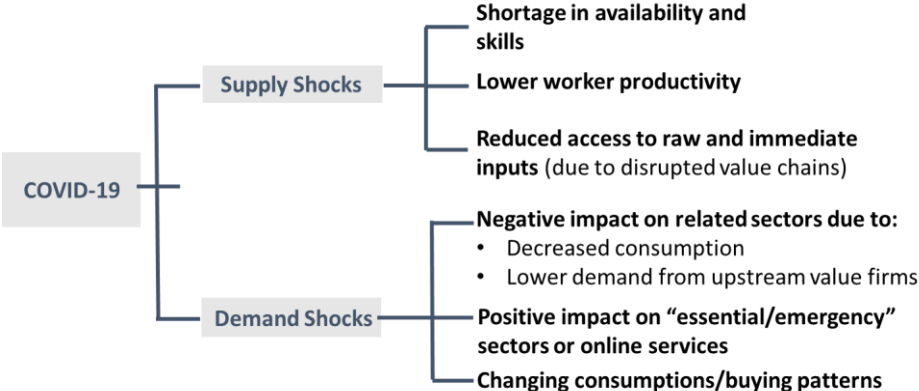 COVID-19
Supply Shocks
Shortage in availability and
skills
Lower worker productivity
Reduced access to raw and immediate
inputs (due to disrupted value chains)
Demand Shocks
Negative impact on related sectors due to:
• Decreased consumption
• Lower demand from upstream value firms
Positive impact on “essential/emergency”
sectors or online services
Changing consumptions/buying patterns